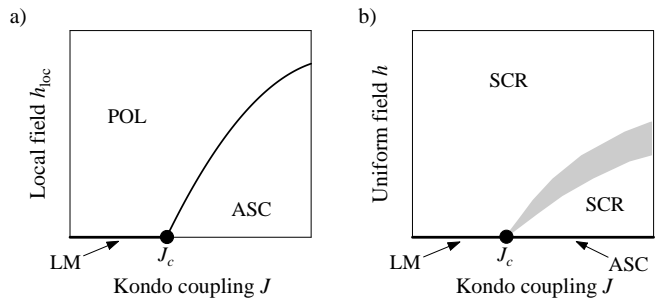 a)
Local field h_loc
POL
ASC
LM
J_c
Kondo coupling J
b)
Uniform field h
SCR
SCR
LM
J_c
ASC
Kondo coupling J